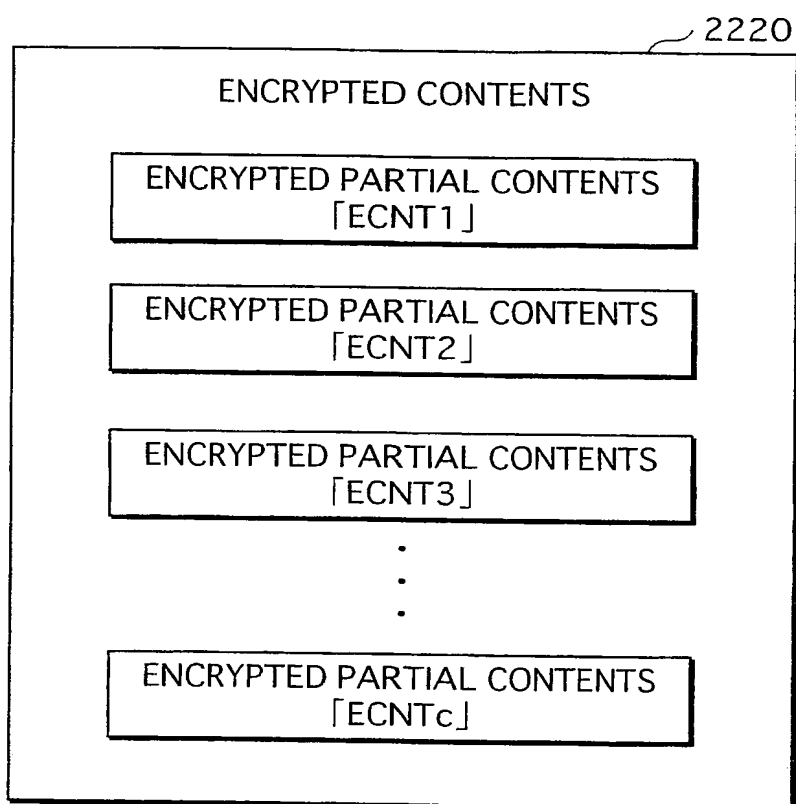 2220
ENCRYPTED CONTENTS
ENCRYPTED PARTIAL CONTENTS
「ECNT1」
ENCRYPTED PARTIAL CONTENTS
「ECNT2」
ENCRYPTED PARTIAL CONTENTS
「ECNT3」
ENCRYPTED PARTIAL CONTENTS
「ECNTc」